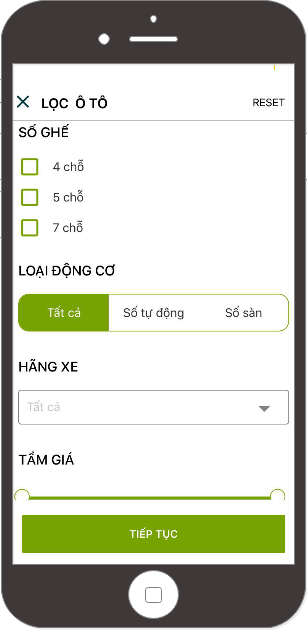 LỌC Ô TÔ RESET
SỐ GHẾ
4 chỗ
5 chỗ
7 chỗ
LOẠI ĐỘNG CƠ
Tất cả Số tự động Số sàn
HÃNG XE
Tất cả
TẦM GIÁ
TIẾP TỤC